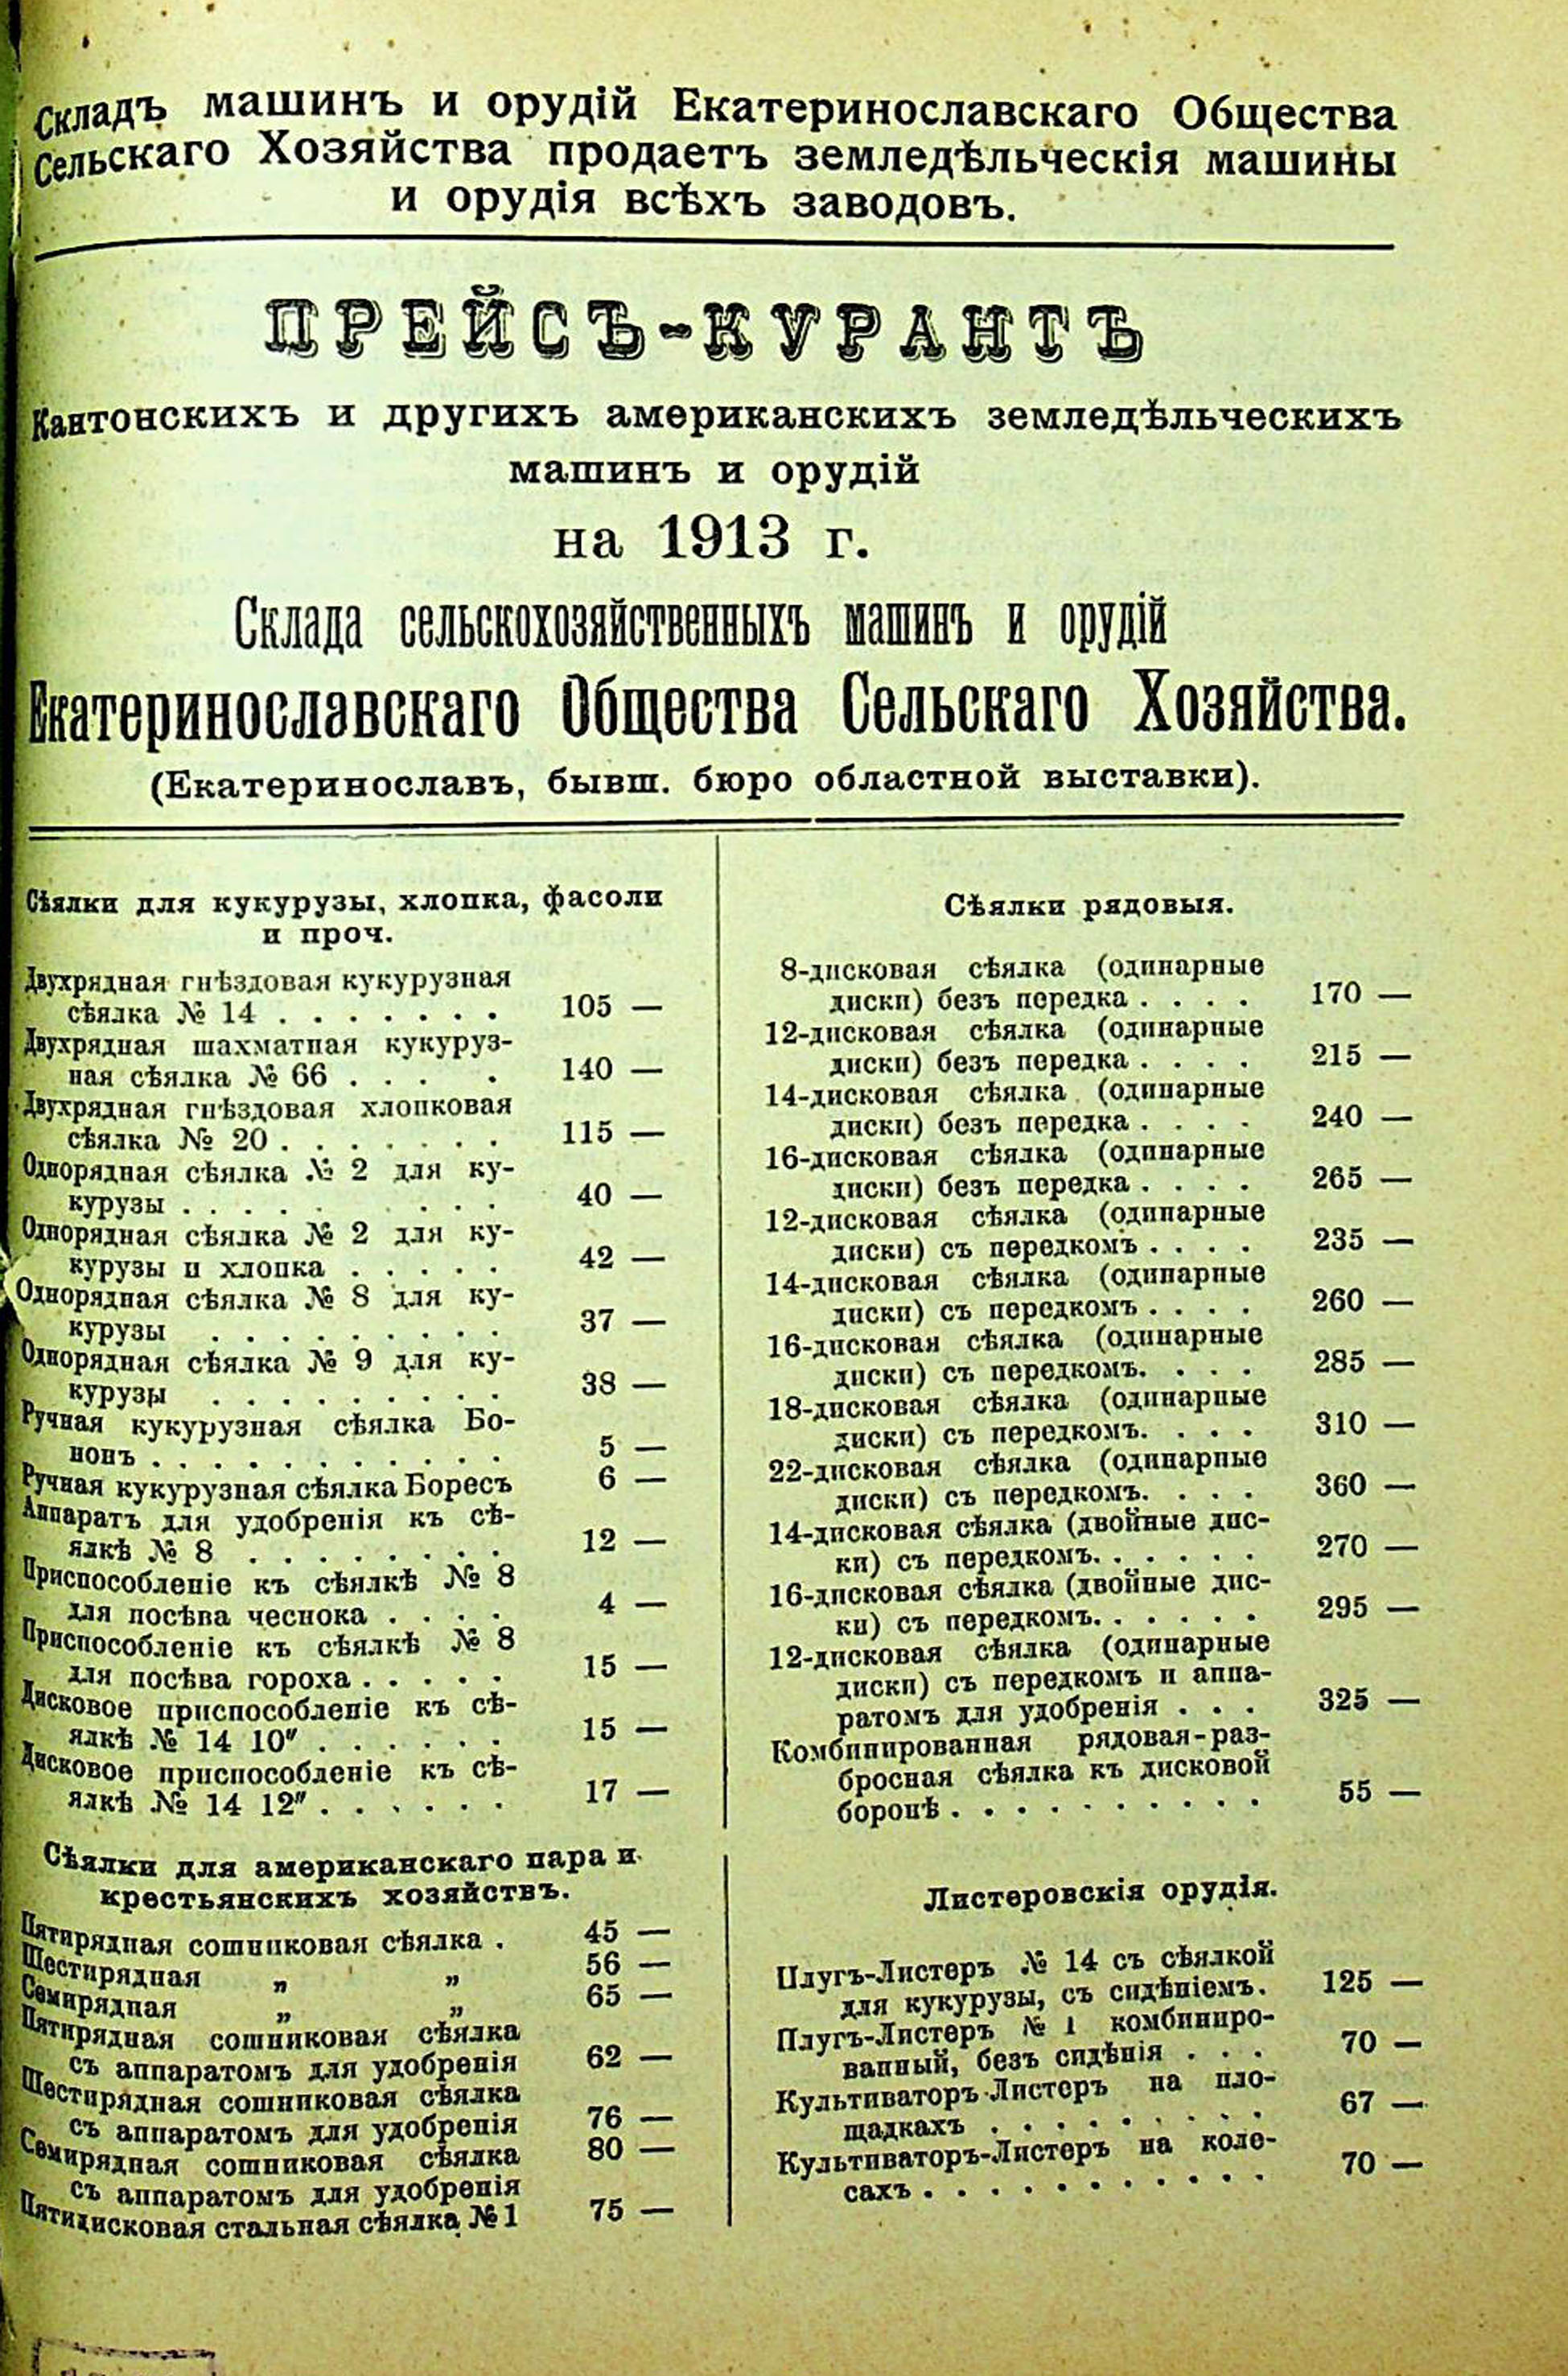 Складъ машинъ и орудій Екатеринославскаго Общества
Сельскаго Хозяйства продаетъ земледѣльческія машины
и орудія всѣхъ заводовъ.
ПРЕЙСЪ-КУРАНТЪ
Кантонскихъ и другихъ американскихъ земледѣльческихъ
машинъ и орудій
на 1913 г.
Склада сельскохозяйственныхъ машинъ и орудій
Екатеринославскаго Общества Сельскаго Хозяйства.
(Екатеринославъ, бывш. бюро областной выставки).
Сѣялки для кукурузы, хлопка, фасоли
и проч.
Двухрядная гнѣздовая кукурузная
сѣялка № 14 . . . . . . . 105 —
Двухрядная шахматная кукуруз-
ная сѣялка № 66 . . . . 140 —
Двухрядная гнѣздовая хлопковая
сѣялка № 20 . . . . . . . 115 —
Однорядная сѣялка № 2 для ку-
курузы . . . . . . . . 40 —
Однорядная сѣялка № 2 для ку-
курузы и хлопка . . . . . 42 —
Однорядная сѣялка № 8 для ку-
курузы . . . . . . . . . 37 —
Однорядная сѣялка № 9 для ку-
курузы . . . . . . . . . 38 —
Ручная кукурузная сѣялка Бо-
нонъ . . . . . . . . . . . 5 —
Ручная кукурузная сѣялка Боресъ 6 —
Аппаратъ для удобренія къ сѣ-
ялкѣ № 8 . . . . . . . . 12 —
Приспособленіе къ сѣялкѣ № 8
для посѣва чеснока . . . . 4 —
Приспособленіе къ сѣялкѣ № 8
для посѣва гороха . . . . . 15 —
Дисковое приспособленіе къ сѣ-
ялкѣ № 14 10″ . . . . . . 15 —
Дисковое приспособленіе къ сѣ-
ялкѣ № 14 12″ . . . . . . 17 —
Сѣялки для американскаго пара и
крестьянскихъ хозяйствъ.
Пятирядная сошниковая сѣялка . 45 —
Шестирядная „ „ 56 —
Семирядная „ „ 65 —
Пятирядная сошниковая сѣялка
съ аппаратомъ для удобренія 62 —
Шестирядная сошниковая сѣялка
съ аппаратомъ для удобренія 76 —
Семирядная сошниковая сѣялка 80 —
съ аппаратомъ для удобренія
Пятидисковая стальная сѣялка № 1 75 —
Сѣялки рядовыя.
8-дисковая сѣялка (одинарные
диски) безъ передка . . . . 170 —
12-дисковая сѣялка (одинарные
диски) безъ передка . . . . 215 —
14-дисковая сѣялка (одинарные
диски) безъ передка . . . . 240 —
16-дисковая сѣялка (одинарные
диски) безъ передка . . . . 265 —
12-дисковая сѣялка (одинарные
диски) съ передкомъ . . . . 235 —
14-дисковая сѣялка (одинарные
диски) съ передкомъ . . . . 260 —
16-дисковая сѣялка (одинарные
диски) съ передкомъ. . . . 285 —
18-дисковая сѣялка (одинарные
диски) съ передкомъ. . . . 310 —
22-дисковая сѣялка (одинарные
диски) съ передкомъ. . . . 360 —
14-дисковая сѣялка (двойные дис-
ки) съ передкомъ. . . . . . 270 —
16-дисковая сѣялка (двойные дис-
ки) съ передкомъ. . . . . . 295 —
12-дисковая сѣялка (одинарные
диски) съ передкомъ и аппа-
ратомъ для удобренія . . . 325 —
Комбинированная рядовая-раз-
бросная сѣялка къ дисковой
боронѣ . . . . . . . . . . 55 —
Листеровскія орудія.
Плугъ-Листеръ № 14 съ сѣялкой
для кукурузы, съ сидѣніемъ. 125 —
Плугъ-Листеръ № 1 комбиниро-
ванный, безъ сидѣнія . . . 70 —
Культиваторъ-Листеръ на пло-
щадкахъ . . . . . . . . . 67 —
Культиваторъ-Листеръ на коле-
сахъ . . . . . . . . . . . 70 —